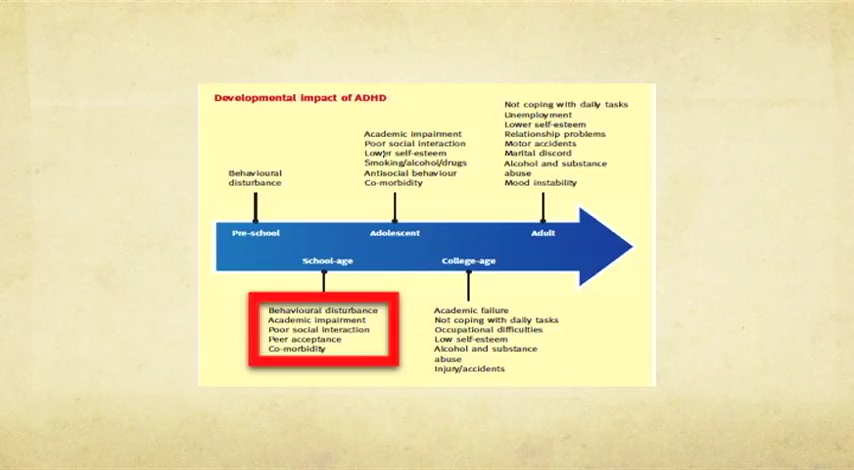 Developmental impact of ADHD
Behavioural
disturbance
Academic impairment
Poor social interaction
Lower self-esteem
Smoking/alcohol/drugs
Antisocial behaviour
Co-morbidity
Not coping with daily tasks
Unemployment
Lower self-esteem
Relationship problems
Motor accidents
Marital discord
Alcohol and substance
abuse
Mood instability
Pre-school
Adolescent
Adult
School-age
College-age
Behavioural disturbance
Academic impairment
Poor social interaction
Peer acceptance
Co-morbidity
Academic failure
Not coping with daily tasks
Occupational difficulties
Low self-esteem
Alcohol and substance
abuse
Injury/accidents